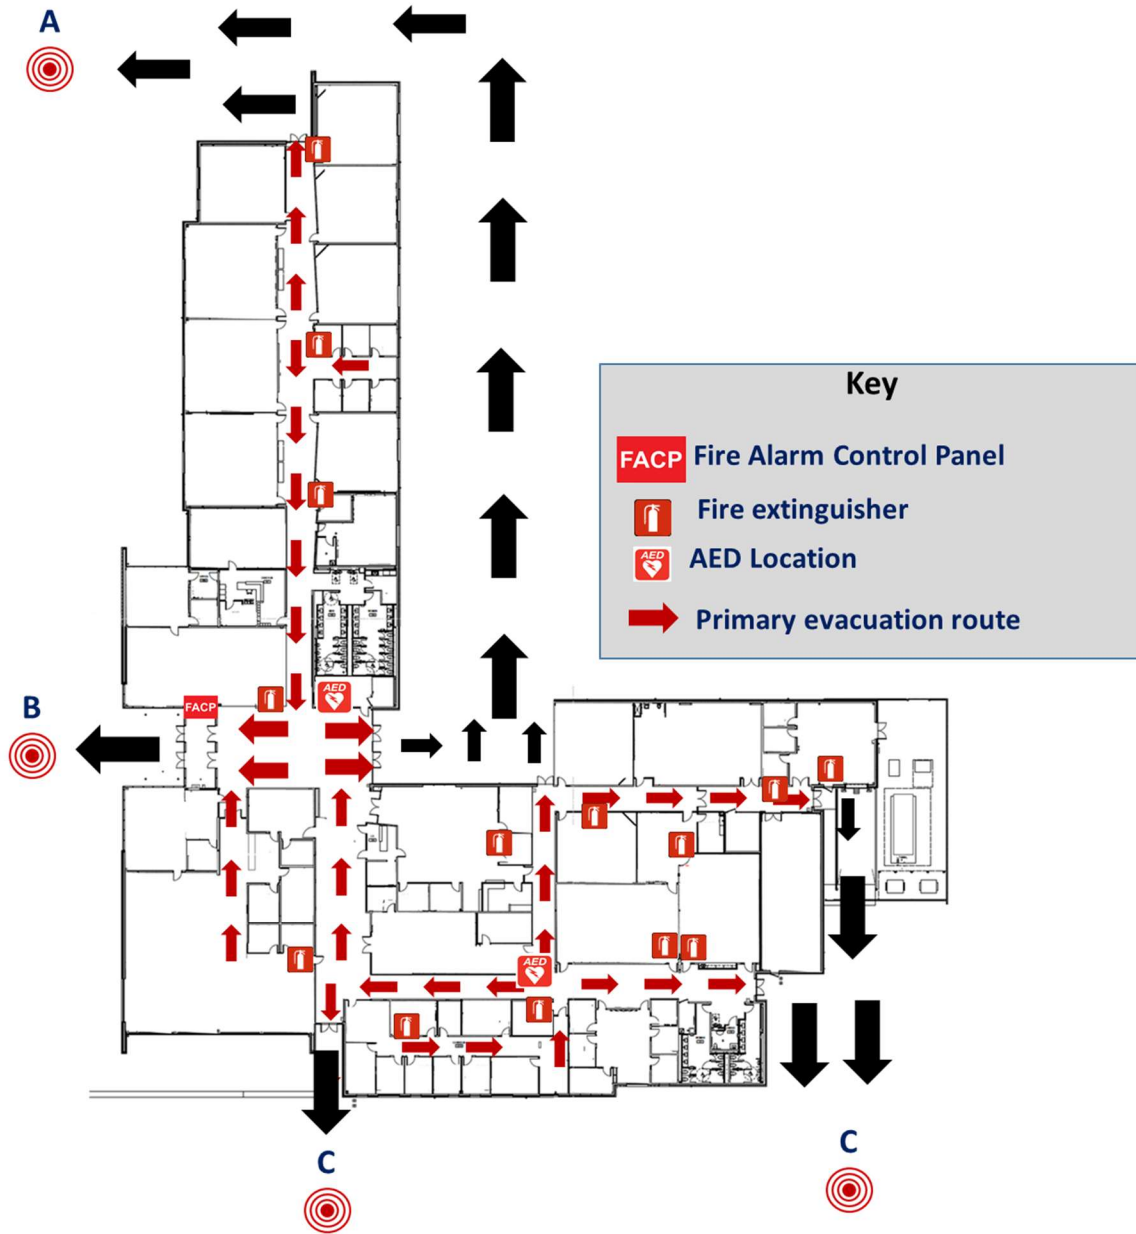 A
Key
FACP Fire Alarm Control Panel
Fire extinguisher
AED AED Location
Primary evacuation route
AED
FACP
B
AED
C
C